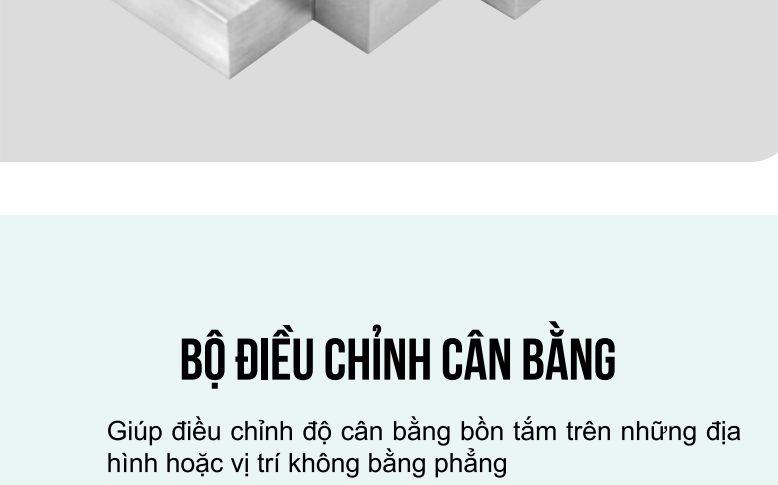 BỘ ĐIỀU CHỈNH CÂN BẰNG
Giúp điều chỉnh độ cân bằng bồn tắm trên những địa
hình hoặc vị trí không bằng phẳng